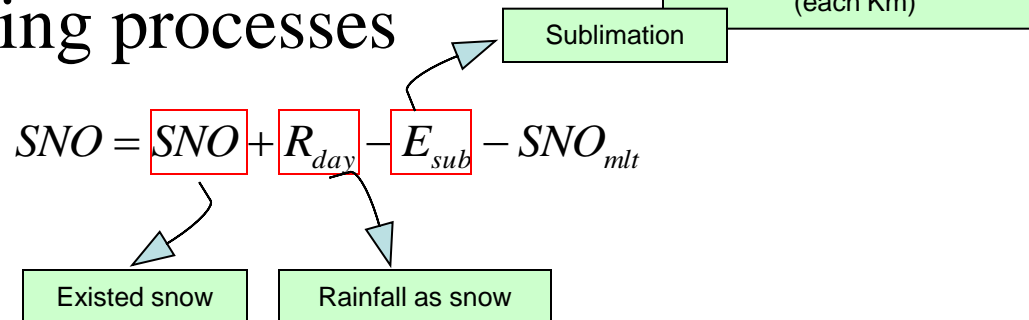 (each Km)
ing processes
Sublimation
SNO = SNO + R_day − E_sub − SNO_mlt
Existed snow
Rainfall as snow